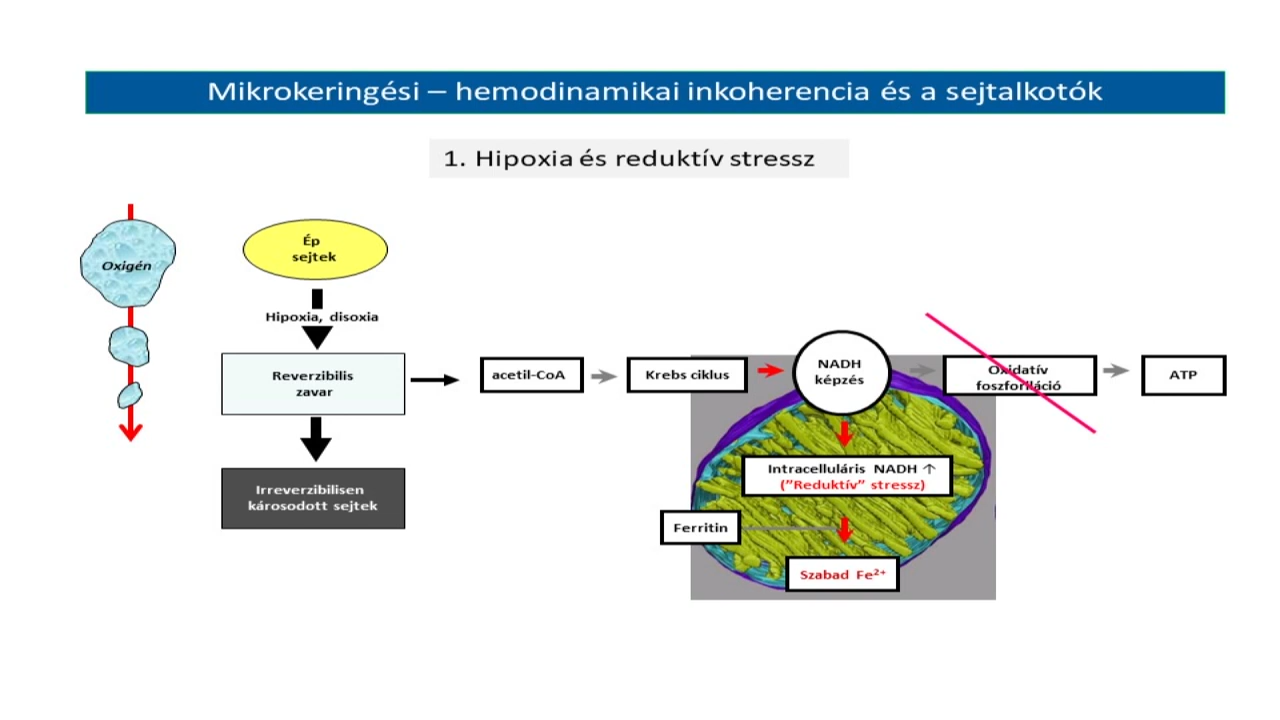 Mikrokeringési – hemodinamikai inkoherencia és a sejtalkotók
1. Hipoxia és reduktív stressz
Oxigén
Ép
sejtek
Hipoxia, disoxia
Reverzibilis
zavar
Irreverzibilisen
károsodott sejtek
acetil-CoA
Krebs ciklus
NADH
képzés
Oxidatív
foszforiláció
ATP
Intracelluláris NADH ↑
(”Reduktív” stressz)
Ferritin
Szabad Fe²⁺